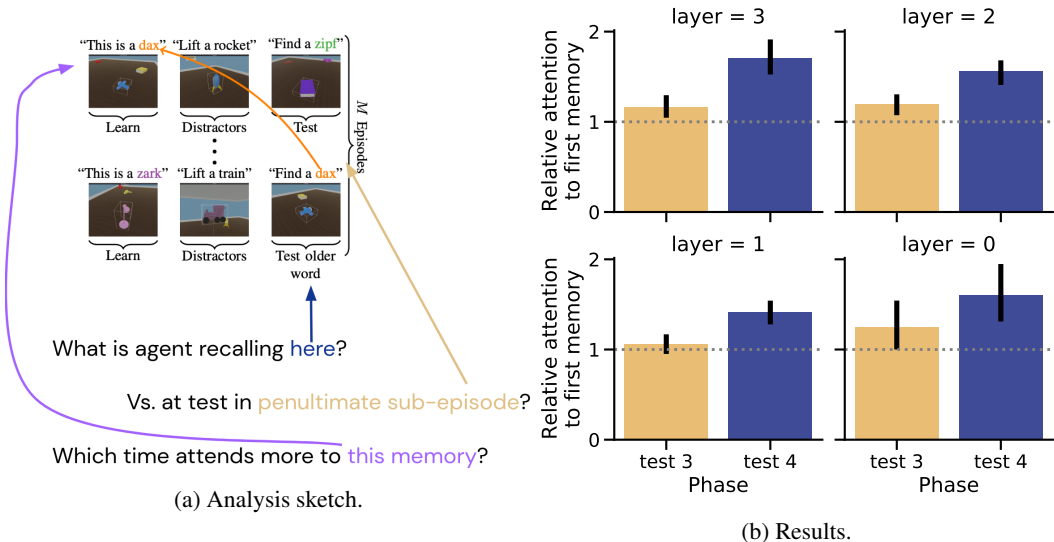 “This is a dax” “Lift a rocket” “Find a zipf”
Learn Distractors Test
M Episodes
“This is a zark” “Lift a train” “Find a dax”
Learn Distractors Test older
word
What is agent recalling here?
Vs. at test in penultimate sub-episode?
Which time attends more to this memory?
(a) Analysis sketch.
layer = 3 layer = 2
Relative attention
to first memory
2
1
0
layer = 1 layer = 0
Relative attention
to first memory
2
1
0
test 3 test 4 test 3 test 4
Phase Phase
(b) Results.